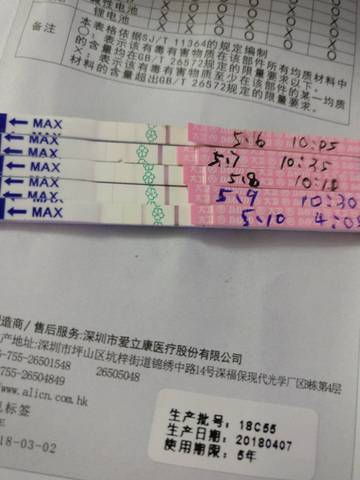 锂电池
备注
本表格依据SJ/T 11364的规定编制
○: 表示该有毒有害物质在该部件所有均质材料中
的含量均在GB/T 26572规定的限量要求以下。
×: 表示该有毒有害物质至少在该部件的某一均质
材料的含量超出GB/T 26572规定的限量要求。
MAX 5.6 10:05
MAX 5.7 10:35
MAX 5.8
MAX 5.9 10:30
MAX 5.10
造商/售后服务:深圳市爱立康医疗股份有限公司
产地址:深圳市坪山区坑梓街道锦绣中路14号深福保现代光学厂区B栋第4层
-755-26501548 26505048
-755-26504849
www.alicn.com.hk
标签
18-03-02
生产批号: 18C55
生产日期: 20180407
使用期限: 5年